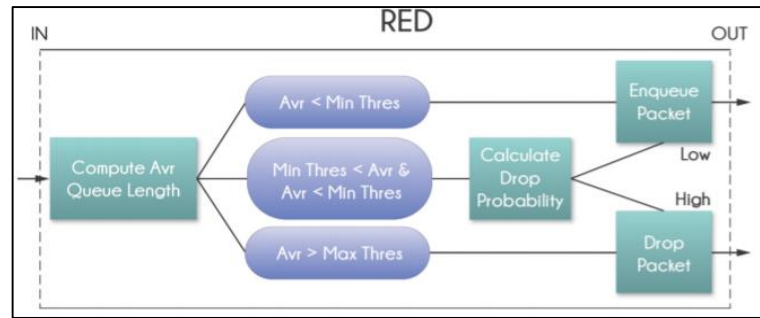 RED
IN
OUT
Avr < Min Thres
Enqueue
Packet
Compute Avr
Queue Length
Min Thres < Avr &
Avr < Min Thres
Calculate
Drop
Probability
Low
High
Avr > Max Thres
Drop
Packet